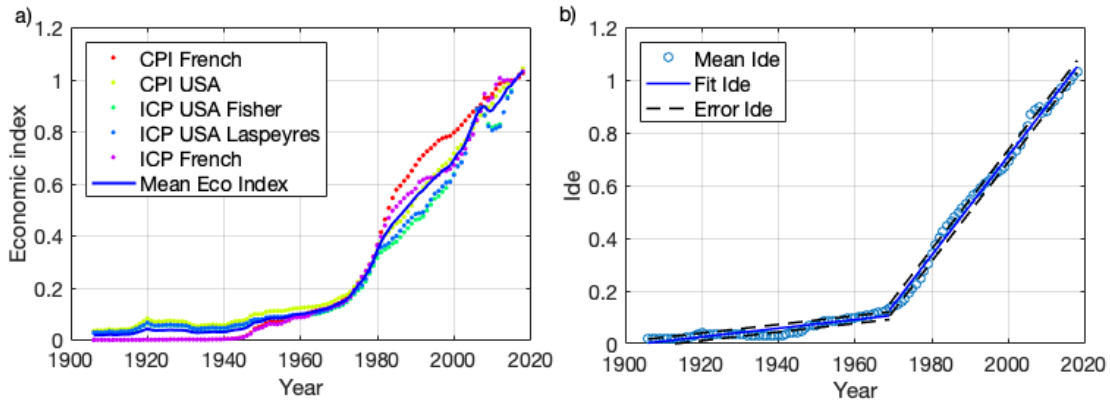 a)
Economic index
1.2
1
0.8
0.6
0.4
0.2
0
CPI French
CPI USA
ICP USA Fisher
ICP USA Laspeyres
ICP French
Mean Eco Index
1900 1920 1940 1960 1980 2000 2020
Year
b)
Ide
1.2
1
0.8
0.6
0.4
0.2
0
Mean Ide
Fit Ide
Error Ide
1900 1920 1940 1960 1980 2000 2020
Year